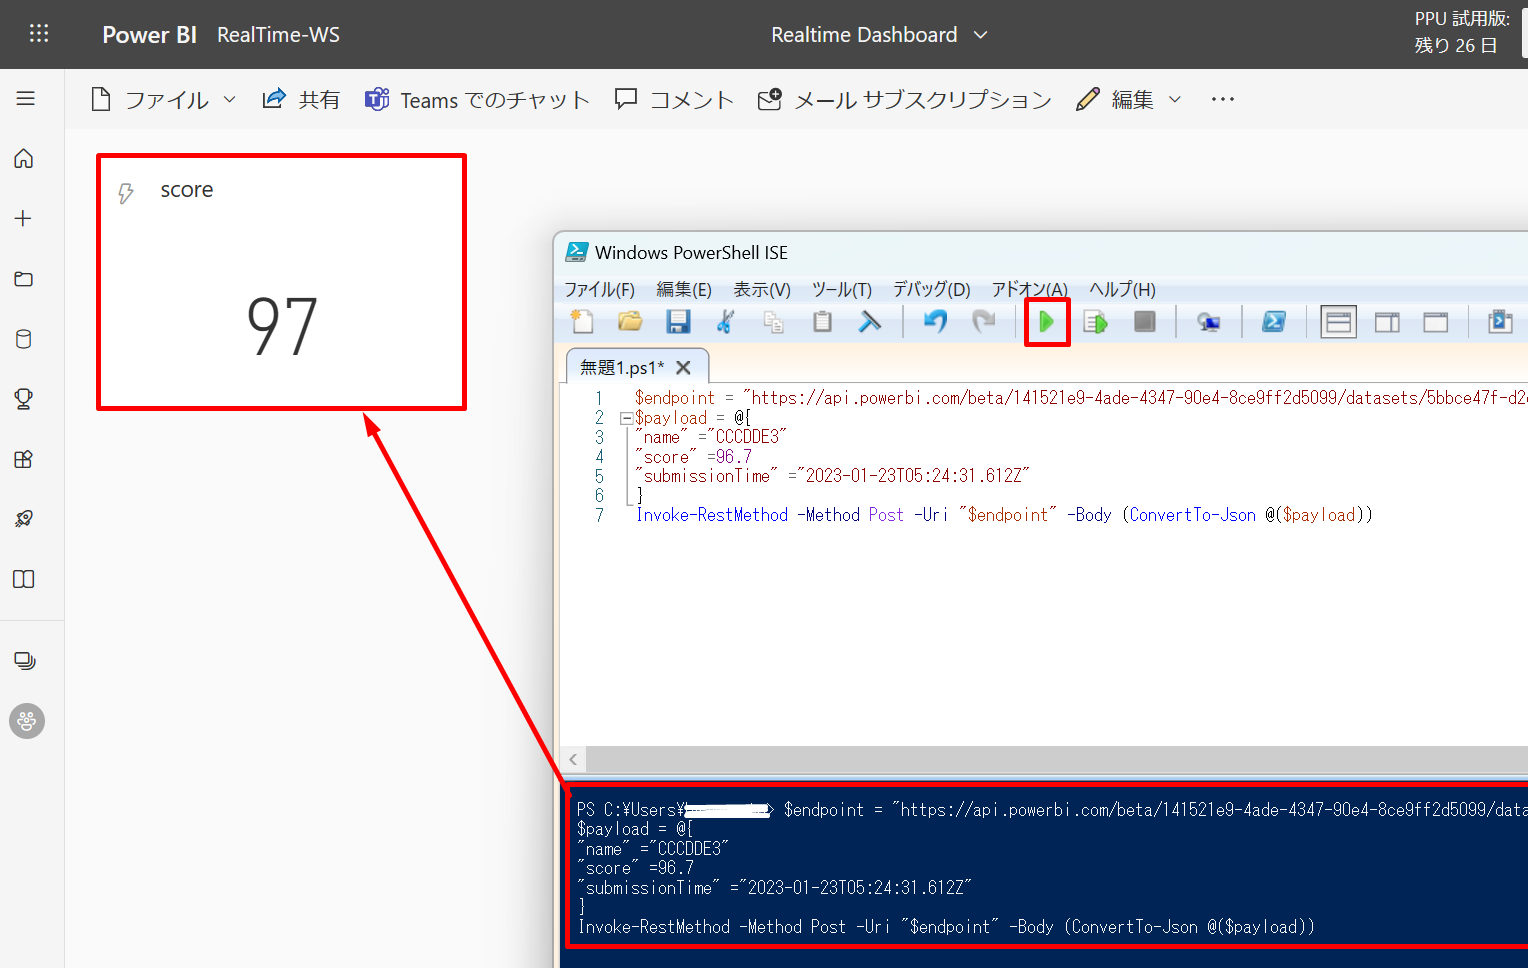 Power BI RealTime-WS
Realtime Dashboard
PPU 試用版:
残り 26 日
ファイル 共有 Teams でのチャット コメント メール サブスクリプション 編集 ...
score
97
Windows PowerShell ISE
ファイル(F) 編集(E) 表示(V) ツール(T) デバッグ(D) アドオン(A) ヘルプ(H)
無題1.ps1* X
1 $endpoint = "https://api.powerbi.com/beta/141521e9-4ade-4347-90e4-8ce9ff2d5099/datasets/5bbce47f-d2
2 $payload = @{
3 "name" ="CCCDDE3"
4 "score" =96.7
5 "submissionTime" ="2023-01-23T05:24:31.612Z"
6 }
7 Invoke-RestMethod -Method Post -Uri "$endpoint" -Body (ConvertTo-Json @($payload))
PS C:¥Users¥ > $endpoint = "https://api.powerbi.com/beta/141521e9-4ade-4347-90e4-8ce9ff2d5099/data
$payload = @{
"name" ="CCCDDE3"
"score" =96.7
"submissionTime" ="2023-01-23T05:24:31.612Z"
}
Invoke-RestMethod -Method Post -Uri "$endpoint" -Body (ConvertTo-Json @($payload))